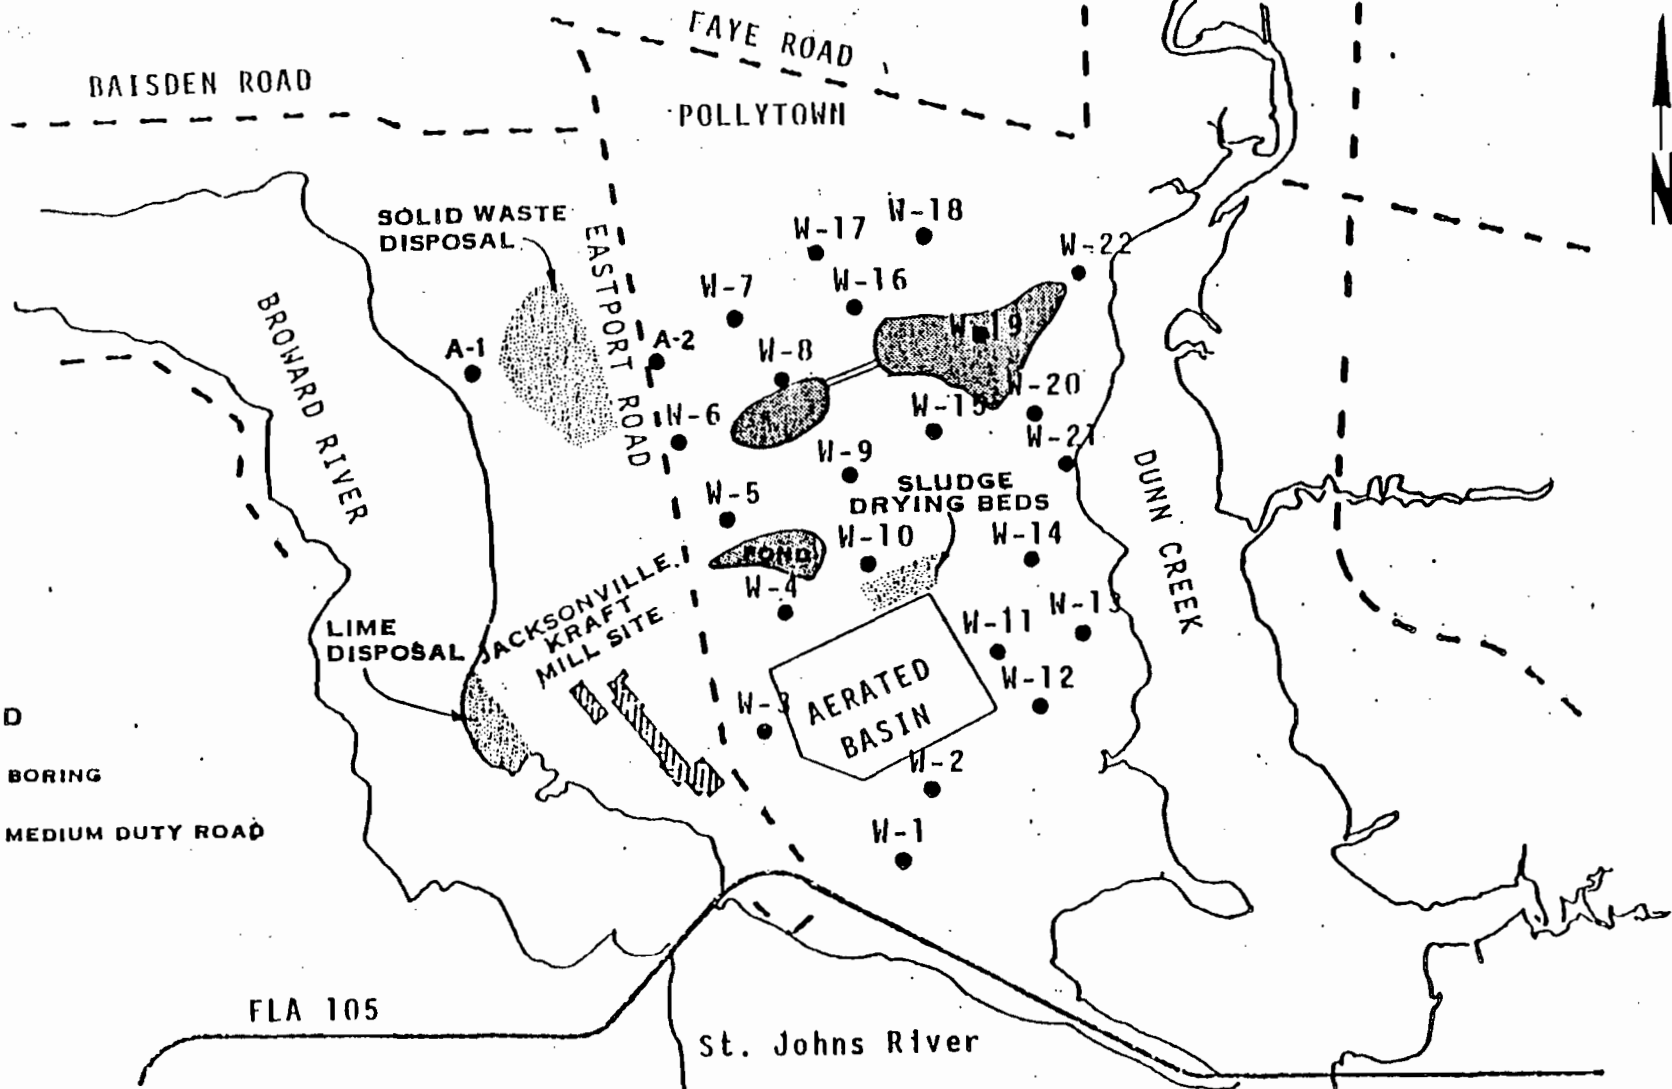 FAYE ROAD
BAISDEN ROAD
POLLYTOWN
N
SOLID WASTE
DISPOSAL
EASTPORT ROAD
W-17
W-18
W-22
W-7
W-16
BROWARD RIVER
A-1
A-2
W-8
W-19
W-20
W-6
W-15
W-21
W-9
SLUDGE
DRYING BEDS
W-5
DUNN CREEK
POND
W-10
W-14
W-4
JACKSONVILLE
KRAFT
MILL SITE
LIME
DISPOSAL
W-11
W-13
W-12
W-3
AERATED
BASIN
D
BORING
W-2
MEDIUM DUTY ROAD
W-1
FLA 105
St. Johns River